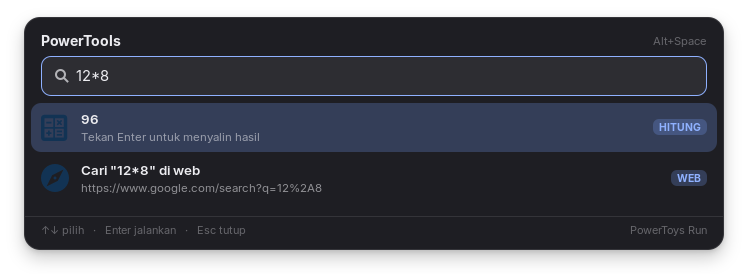 PowerTools Alt+Space
12*8
96
Tekan Enter untuk menyalin hasil
HITUNG
Cari "12*8" di web
https://www.google.com/search?q=12%2A8
WEB
↑↓ pilih · Enter jalankan · Esc tutup PowerToys Run